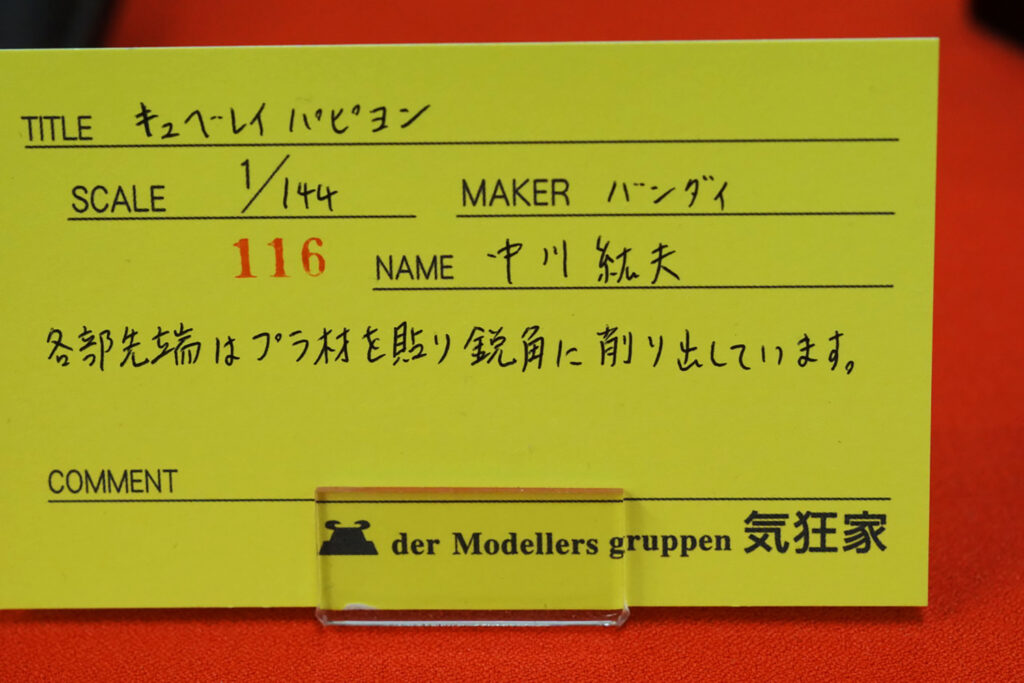 TITLE キュベレイ パピヨン
SCALE 1/144 MAKER バンダイ
116 NAME 中川 紘夫
各部先端はプラ材を貼り鋭角に削り出しています。
COMMENT
der Modellers gruppen 気狂家